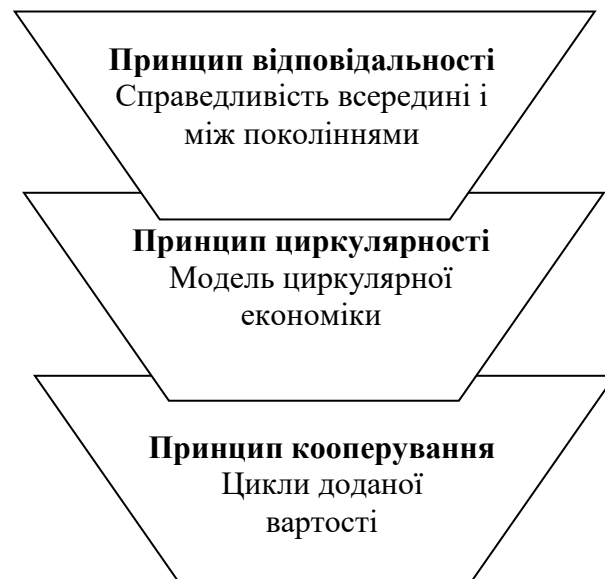 Принцип відповідальності
Справедливість всередині і
між поколіннями
Принцип циркулярності
Модель циркулярної
економіки
Принцип кооперування
Цикли доданої
вартості